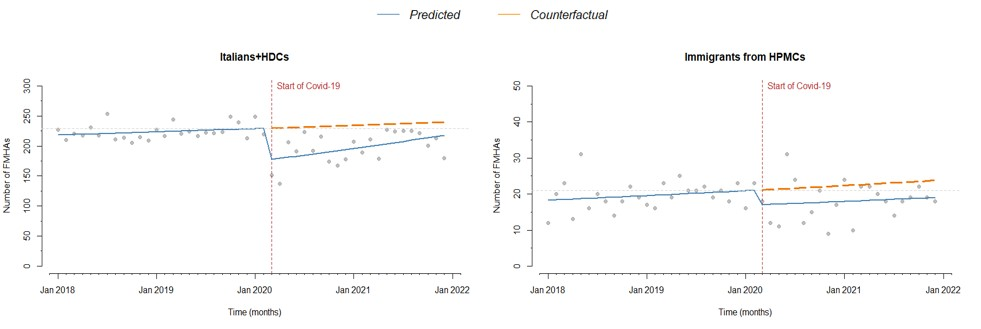 Predicted
Counterfactual
Italians+HDCs
Number of FMHAs
300
250
200
150
100
50
0
Start of Covid-19
Jan 2018
Jan 2019
Jan 2020
Jan 2021
Jan 2022
Time (months)
Immigrants from HPMCs
Number of FMHAs
50
40
30
20
10
0
Start of Covid-19
Jan 2018
Jan 2019
Jan 2020
Jan 2021
Jan 2022
Time (months)